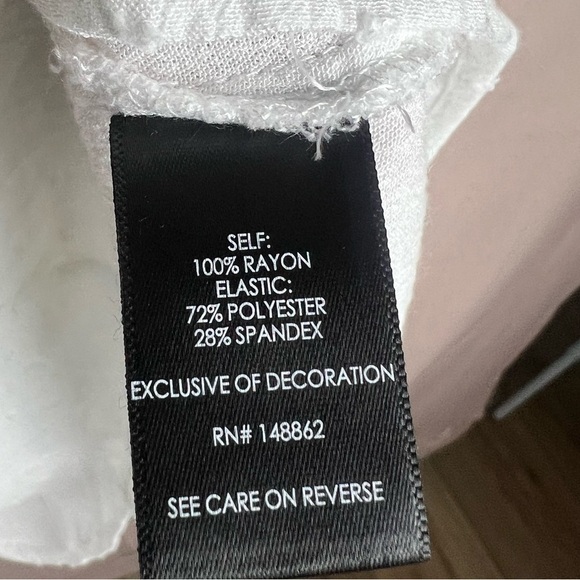 SELF:
100% RAYON
ELASTIC:
72% POLYESTER
28% SPANDEX
EXCLUSIVE OF DECORATION
RN# 148862
SEE CARE ON REVERSE